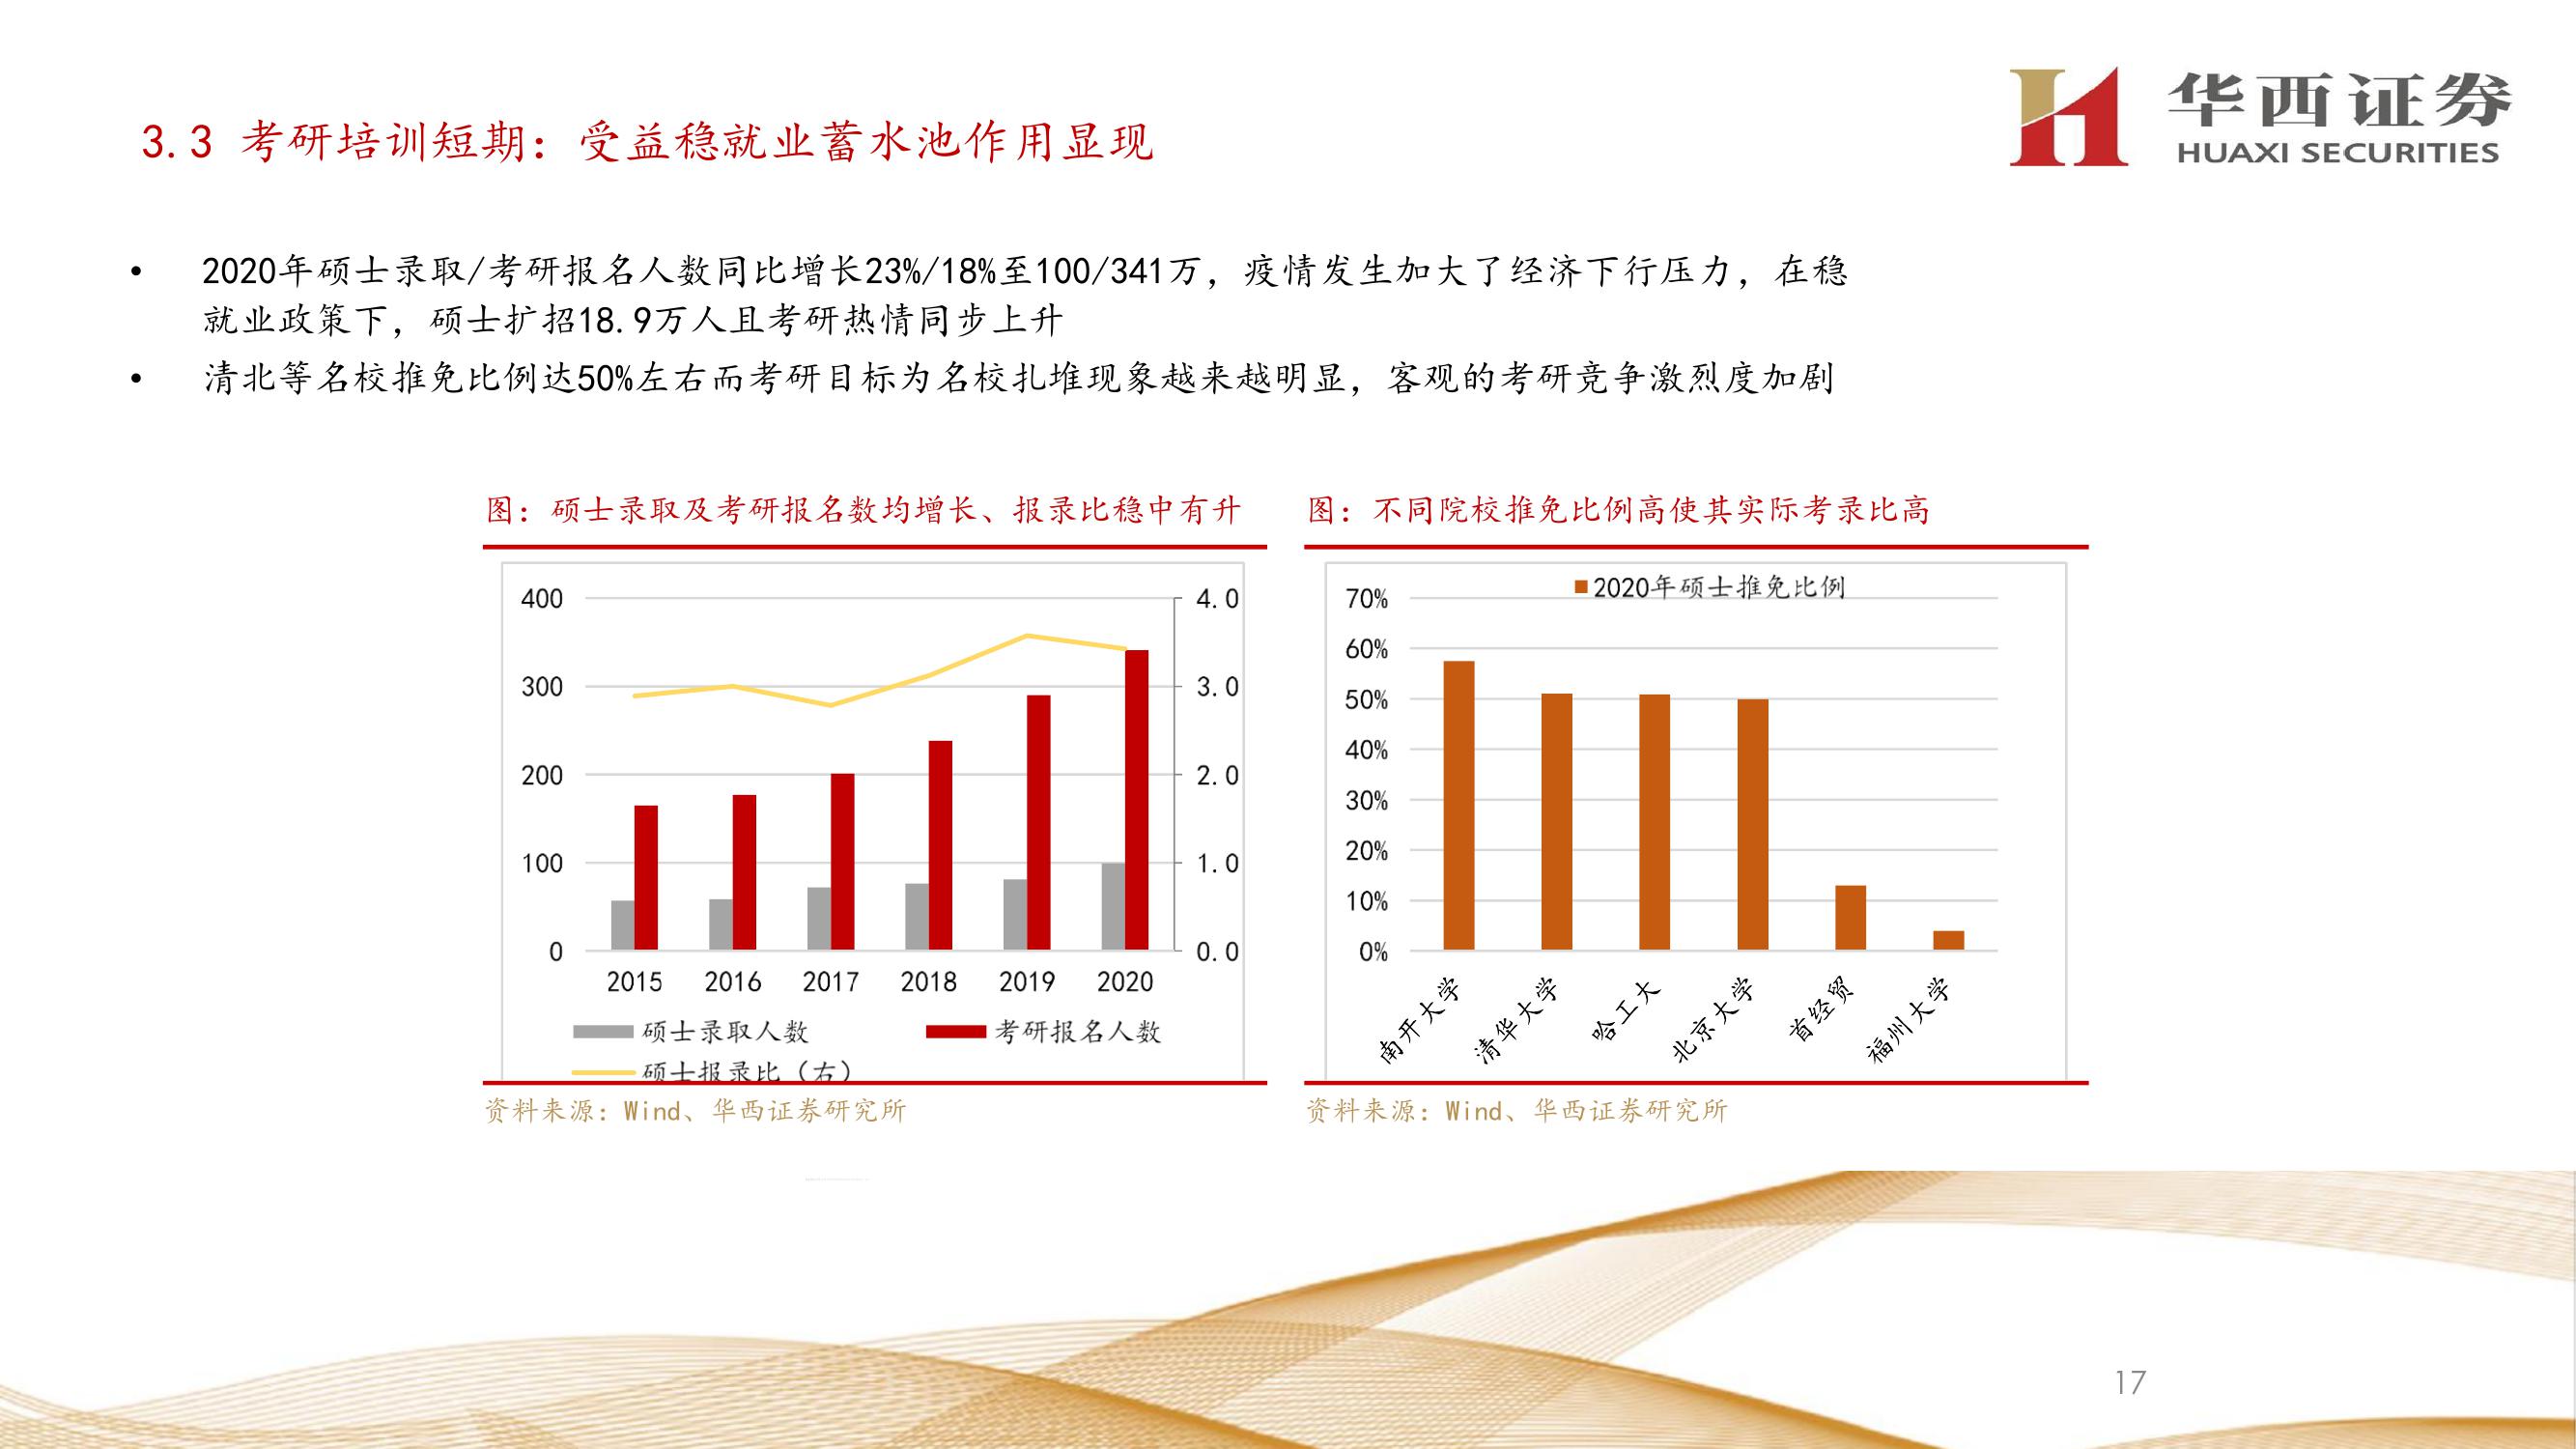 华西证券
HUAXI SECURITIES
3.3 考研培训短期：受益稳就业蓄水池作用显现
• 2020年硕士录取/考研报名人数同比增长23%/18%至100/341万，疫情发生加大了经济下行压力，在稳
就业政策下，硕士扩招18.9万人且考研热情同步上升
• 清北等名校推免比例达50%左右而考研目标为名校扎堆现象越来越明显，客观的考研竞争激烈度加剧
图：硕士录取及考研报名数均增长、报录比稳中有升
400
300
200
100
0
4.0
3.0
2.0
1.0
0.0
2015 2016 2017 2018 2019 2020
硕士录取人数 考研报名人数
硕士报录比（右）
资料来源：Wind、华西证券研究所
图：不同院校推免比例高使其实际考录比高
2020年硕士推免比例
70%
60%
50%
40%
30%
20%
10%
0%
南开大学 清华大学 哈工大 北京大学 首经贸 福州大学
资料来源：Wind、华西证券研究所
17